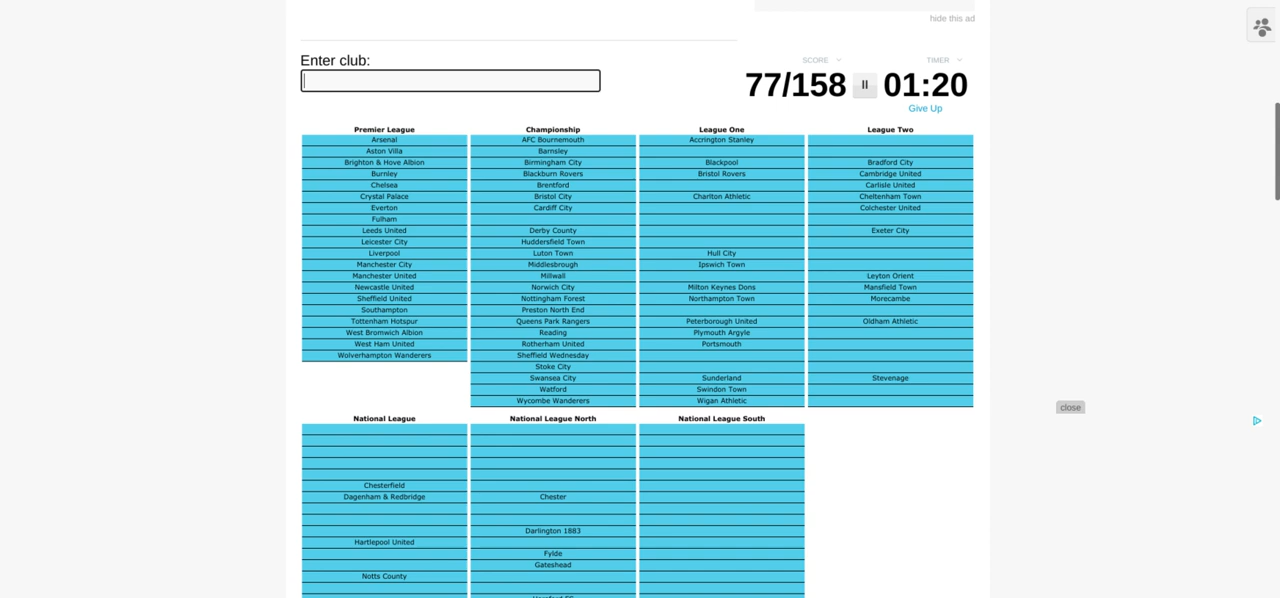 hide this ad
Enter club:
SCORE
TIMER
77/158
01:20
Give Up
Premier League
Arsenal
Aston Villa
Brighton & Hove Albion
Burnley
Chelsea
Crystal Palace
Everton
Fulham
Leeds United
Leicester City
Liverpool
Manchester City
Manchester United
Newcastle United
Sheffield United
Southampton
Tottenham Hotspur
West Bromwich Albion
West Ham United
Wolverhampton Wanderers
Championship
AFC Bournemouth
Barnsley
Birmingham City
Blackburn Rovers
Brentford
Bristol City
Cardiff City
Derby County
Huddersfield Town
Luton Town
Middlesbrough
Millwall
Norwich City
Nottingham Forest
Preston North End
Queens Park Rangers
Reading
Rotherham United
Sheffield Wednesday
Stoke City
Swansea City
Watford
Wycombe Wanderers
League One
Accrington Stanley
Blackpool
Bristol Rovers
Charlton Athletic
Hull City
Ipswich Town
Milton Keynes Dons
Northampton Town
Peterborough United
Plymouth Argyle
Portsmouth
Sunderland
Swindon Town
Wigan Athletic
League Two
Bradford City
Cambridge United
Carlisle United
Cheltenham Town
Colchester United
Exeter City
Leyton Orient
Mansfield Town
Morecambe
Oldham Athletic
Stevenage
close
National League
Chesterfield
Dagenham & Redbridge
Hartlepool United
Notts County
National League North
Chester
Darlington 1883
Fylde
Gateshead
National League South